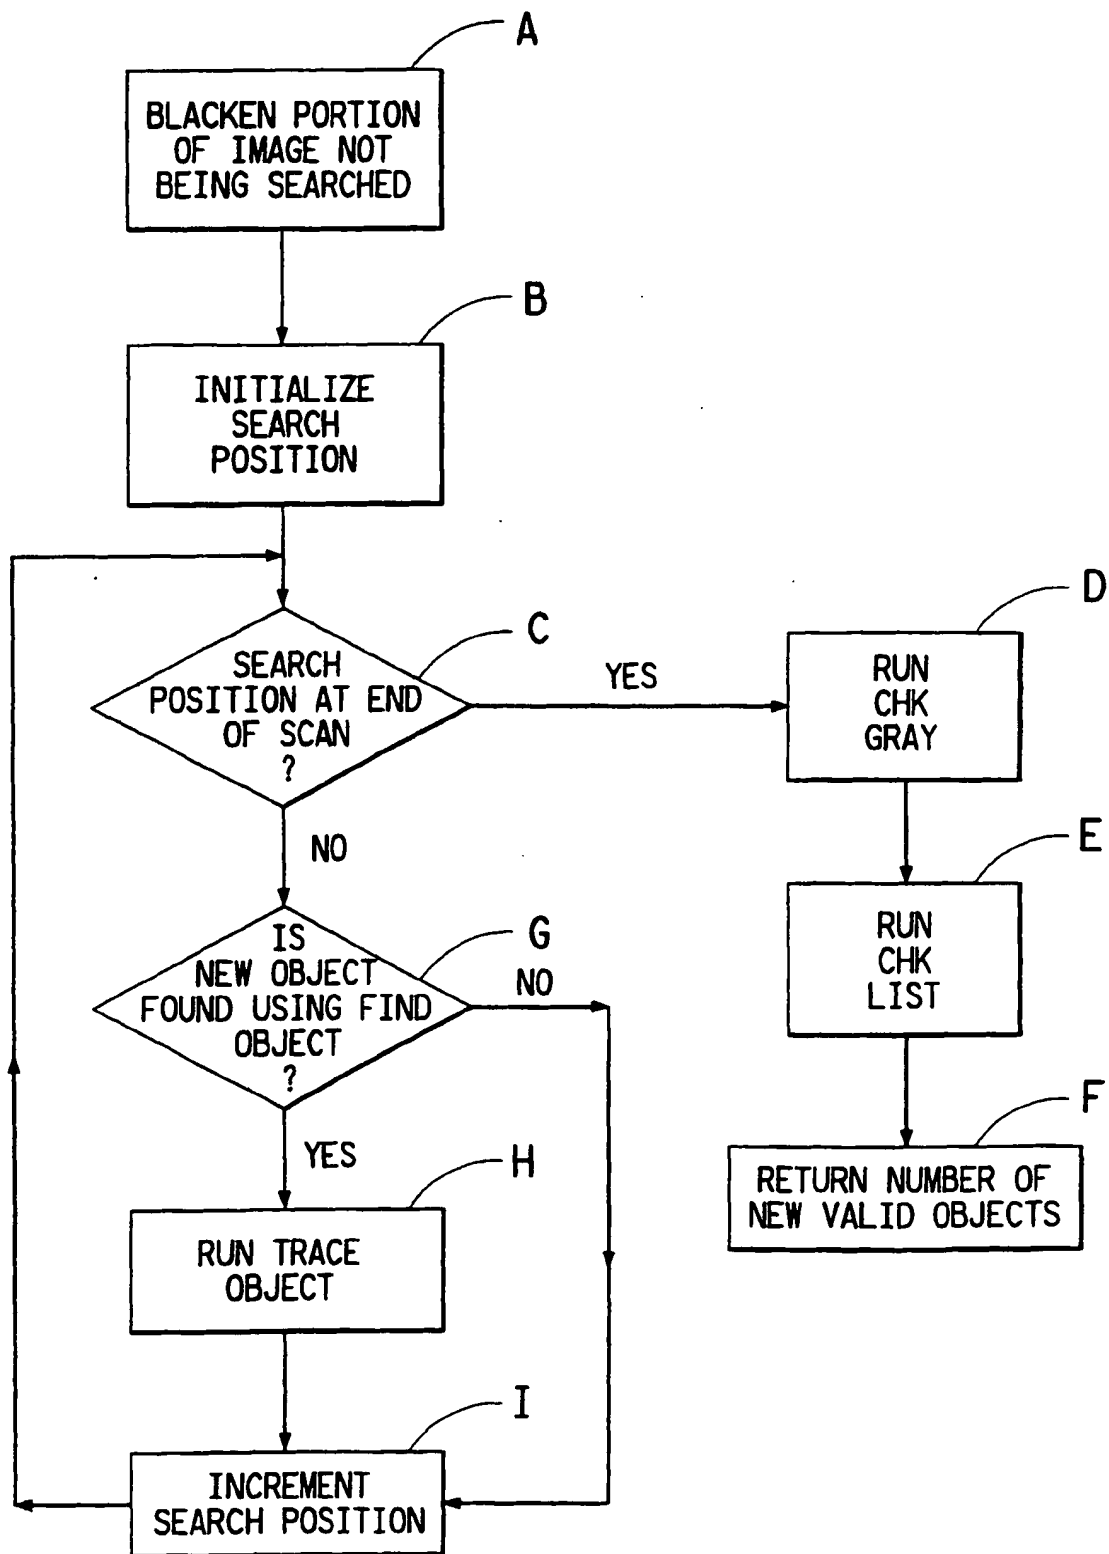 A
BLACKEN PORTION
OF IMAGE NOT
BEING SEARCHED
B
INITIALIZE
SEARCH
POSITION
C
SEARCH
POSITION AT END
OF SCAN
?
YES
D
RUN
CHK
GRAY
NO
E
RUN
CHK
LIST
G
IS
NEW OBJECT
FOUND USING FIND
OBJECT
?
NO
YES
F
RETURN NUMBER OF
NEW VALID OBJECTS
H
RUN TRACE
OBJECT
I
INCREMENT
SEARCH POSITION